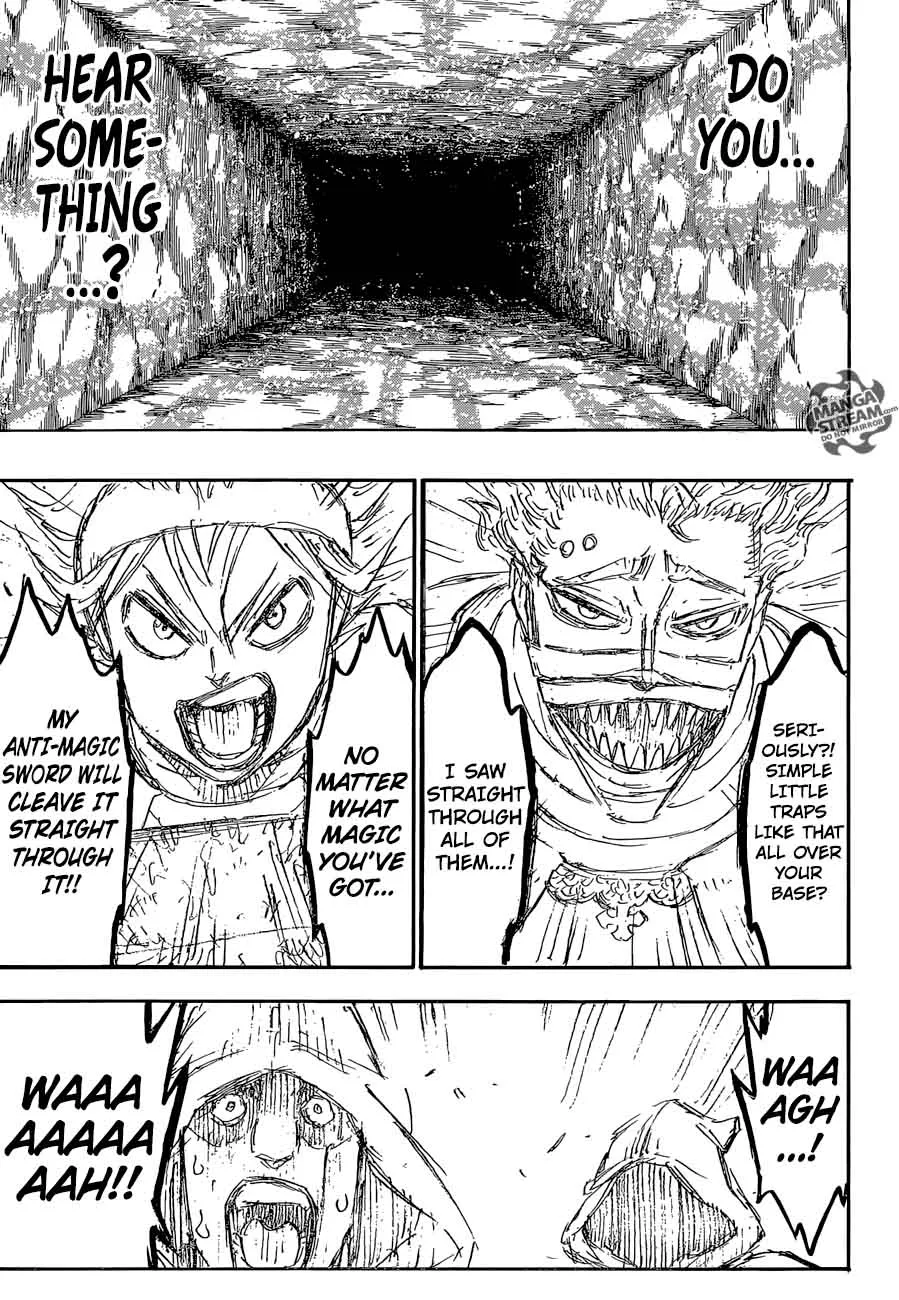 DO
YOU...
HEAR
SOME-
THING
...?
MANGA
STREAM.com
DO NOT MIRROR
SERI-
OUSLY?!
SIMPLE
LITTLE
TRAPS
LIKE THAT
ALL OVER
YOUR
BASE?
I SAW
STRAIGHT
THROUGH
ALL OF
THEM...!
NO
MATTER
WHAT
MAGIC
YOU'VE
GOT...
MY
ANTI-MAGIC
SWORD WILL
CLEAVE IT
STRAIGHT
THROUGH
IT!!
WAA
AGH
...!
WAAA
AAAAA
AAH!!